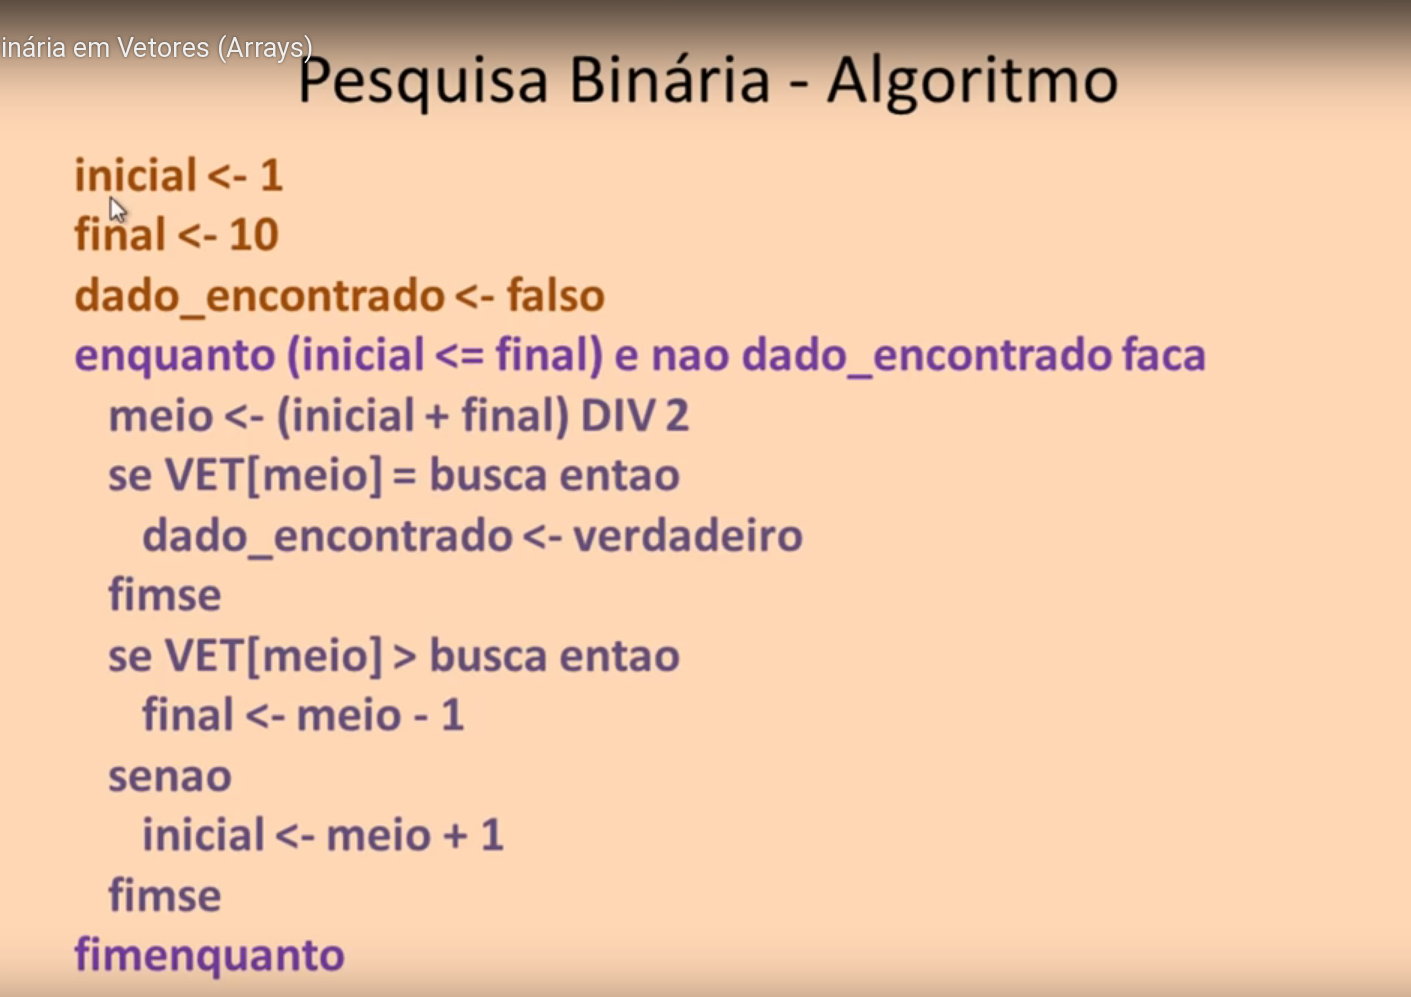 inária em Vetores (Arrays)
Pesquisa Binária - Algoritmo
inicial <- 1
final <- 10
dado_encontrado <- falso
enquanto (inicial <= final) e nao dado_encontrado faca
meio <- (inicial + final) DIV 2
se VET[meio] = busca entao
dado_encontrado <- verdadeiro
fimse
se VET[meio] > busca entao
final <- meio - 1
senao
inicial <- meio + 1
fimse
fimenquanto